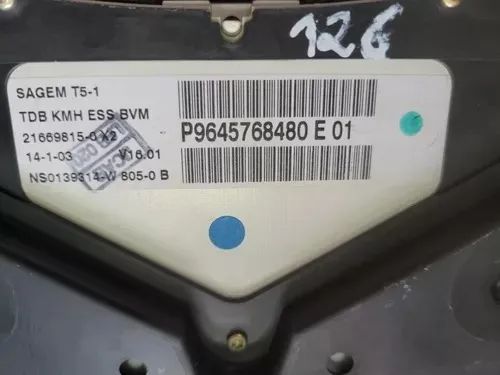 126
SAGEM T5-1
TDB KMH ESS BVM
21669815-0 X2
14-1-03 V16.01
NS0139314-W 805-0 B
P9645768480 E 01